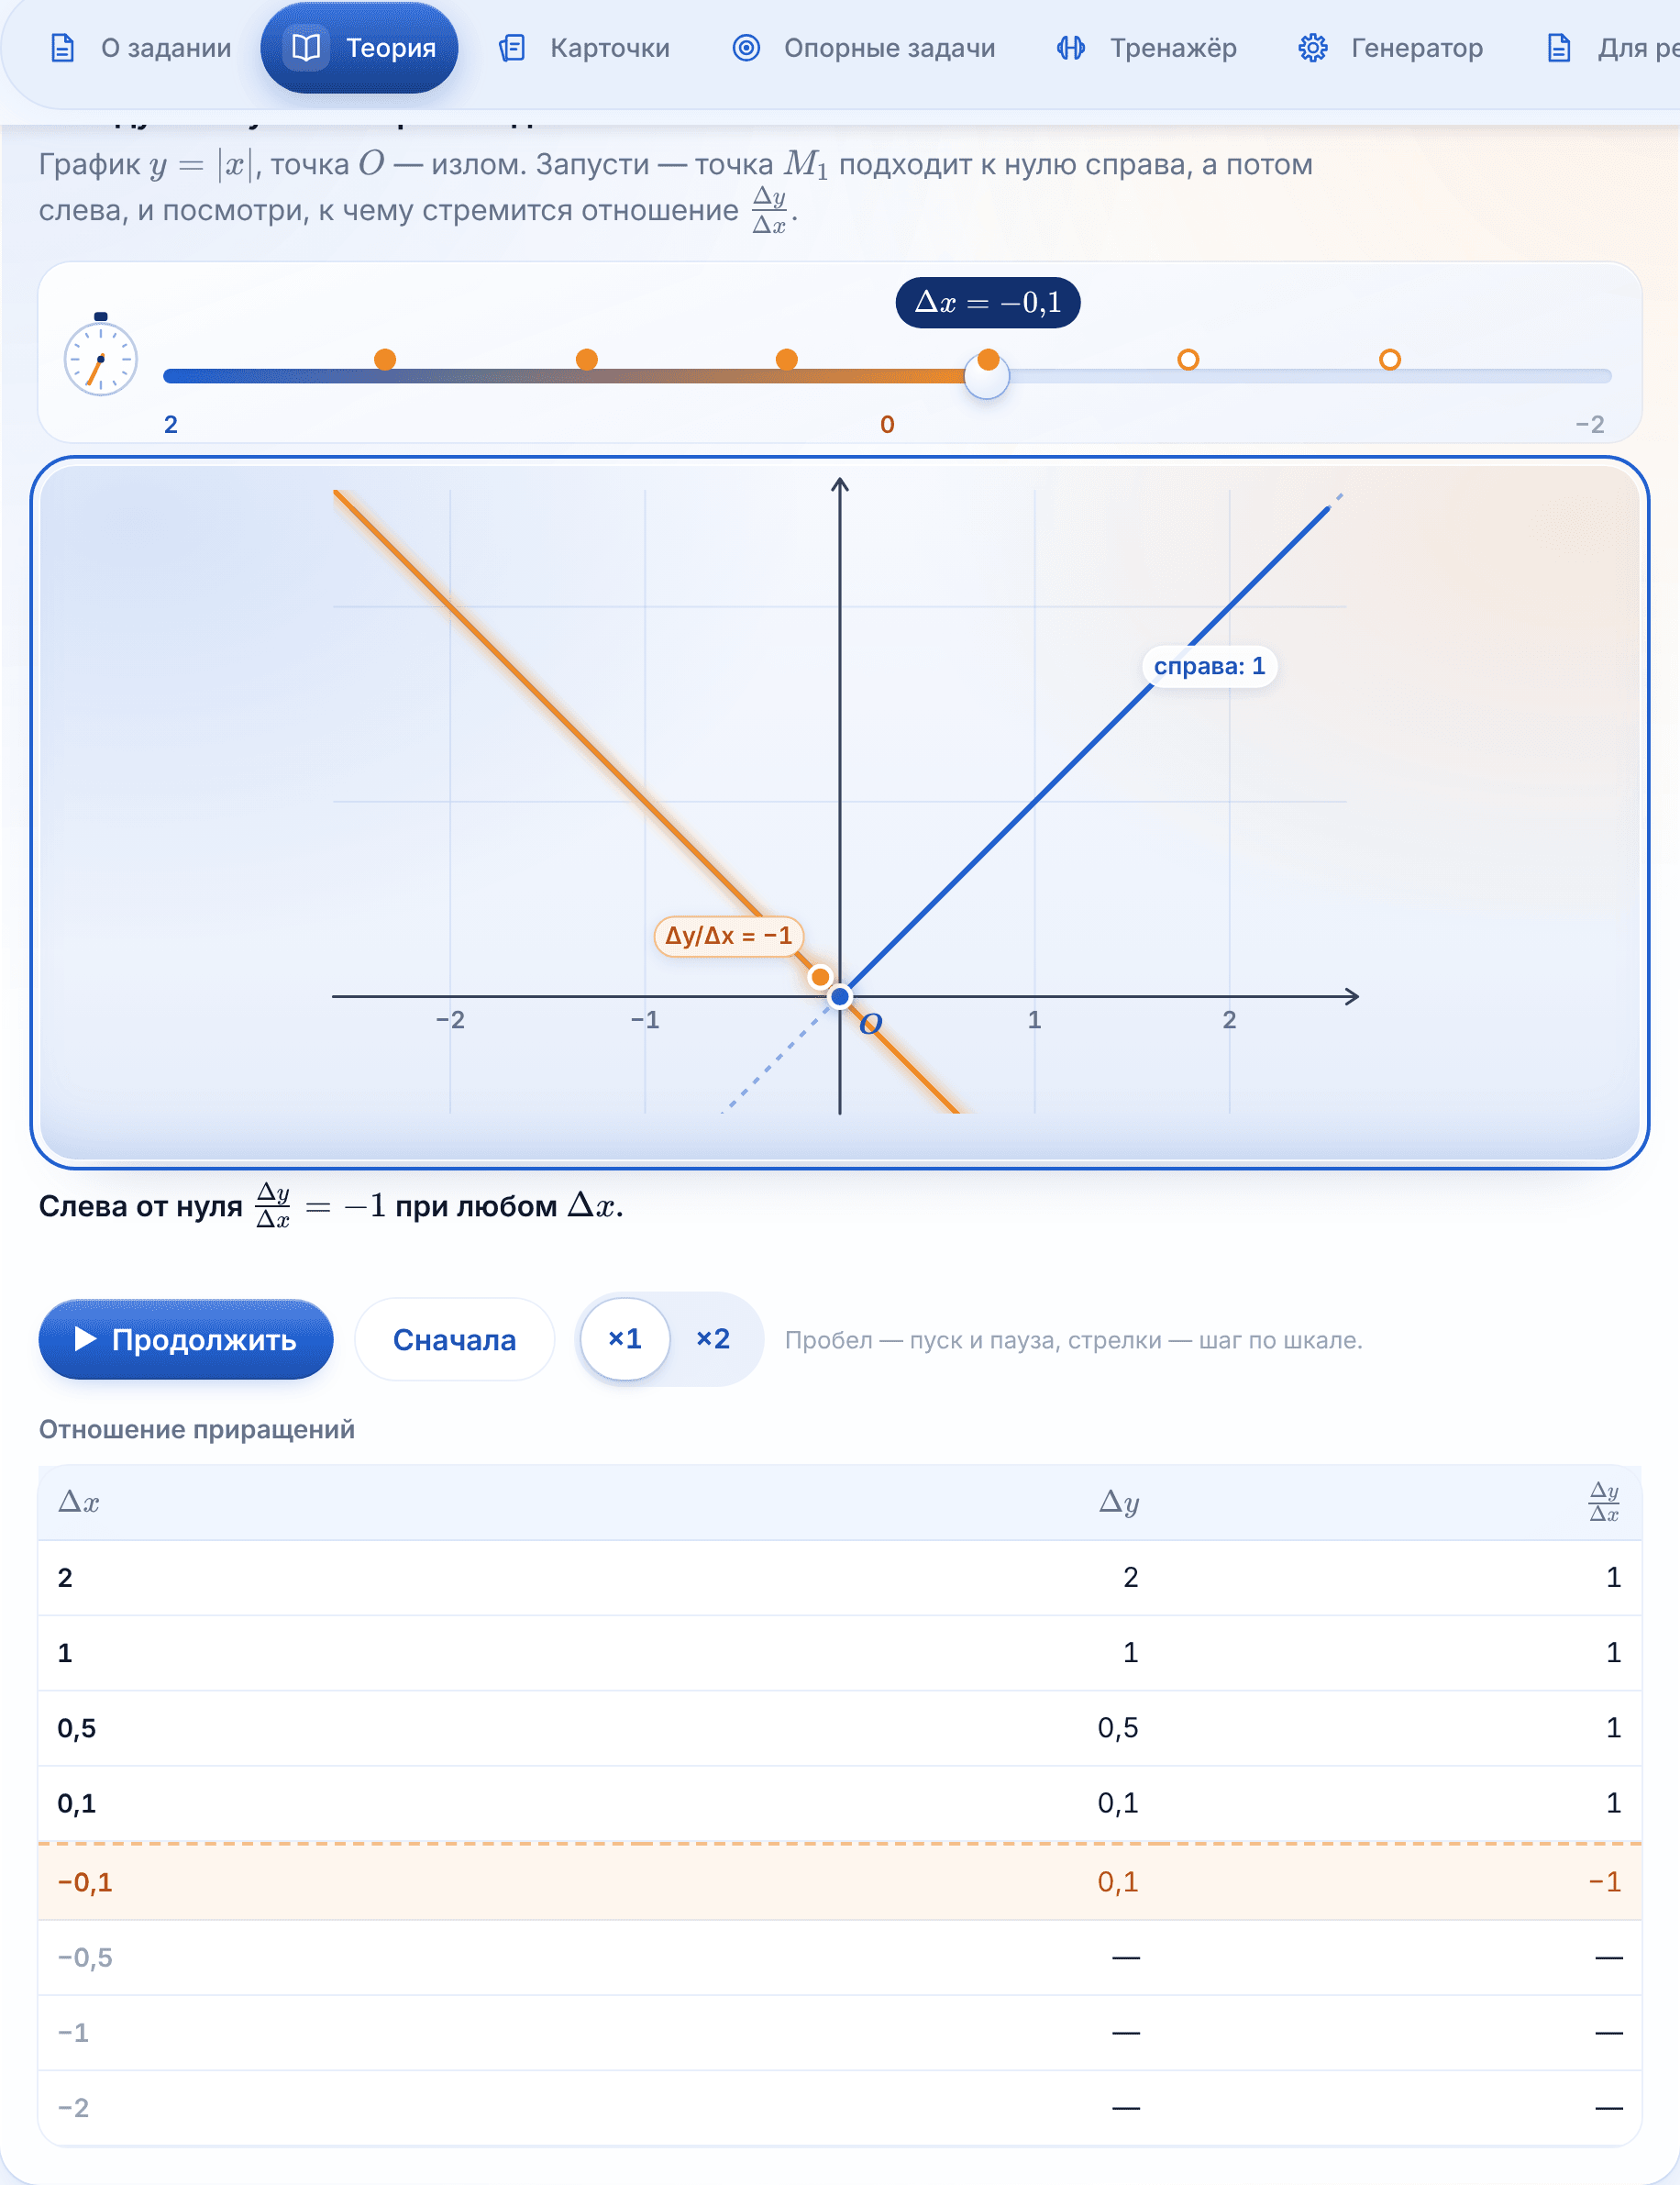 О задании
Теория
Карточки
Опорные задачи
Тренажёр
Генератор
Для ре
График y = |x|, точка O — излом. Запусти — точка M₁ подходит к нулю справа, а потом
слева, и посмотри, к чему стремится отношение Δy/Δx.
Δx = −0,1
2
0
−2
справа: 1
Δy/Δx = −1
−2
−1
O
1
2
Слева от нуля Δy/Δx = −1 при любом Δx.
Продолжить
Сначала
×1
×2
Пробел — пуск и пауза, стрелки — шаг по шкале.
Отношение приращений
Δx Δy Δy/Δx
2 2 1
1 1 1
0,5 0,5 1
0,1 0,1 1
−0,1 0,1 −1
−0,5 — —
−1 — —
−2 — —